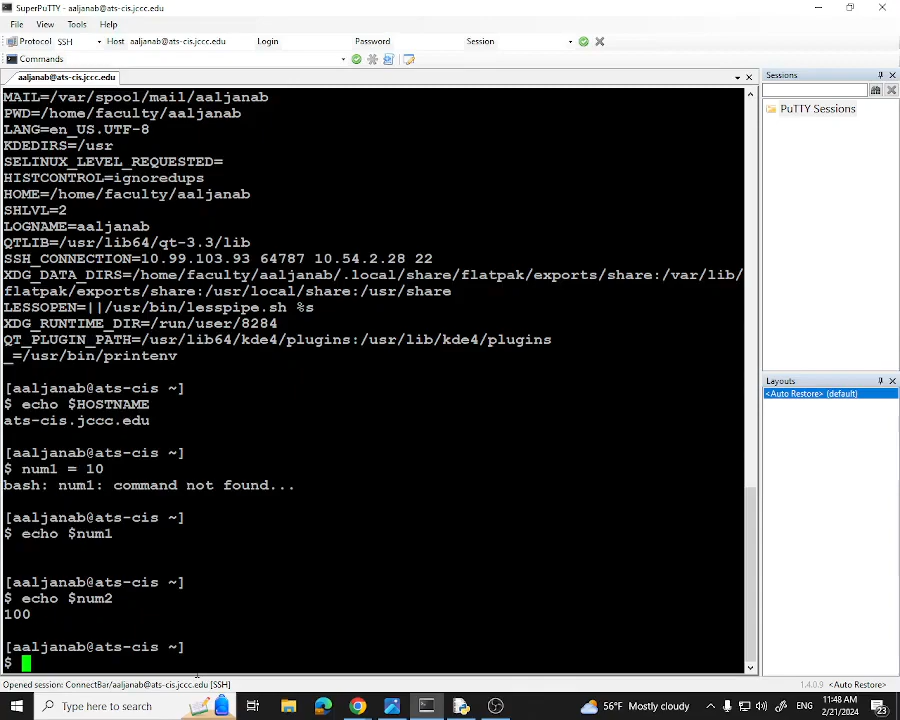 SuperPuTTY - aaljanab@ats-cis.jccc.edu
File View Tools Help
Protocol SSH Host aaljanab@ats-cis.jccc.edu Login Password Session
Commands
aaljanab@ats-cis.jccc.edu
MAIL=/var/spool/mail/aaljanab
PWD=/home/faculty/aaljanab
LANG=en_US.UTF-8
KDEDIRS=/usr
SELINUX_LEVEL_REQUESTED=
HISTCONTROL=ignoredups
HOME=/home/faculty/aaljanab
SHLVL=2
LOGNAME=aaljanab
QTLIB=/usr/lib64/qt-3.3/lib
SSH_CONNECTION=10.99.103.93 64787 10.54.2.28 22
XDG_DATA_DIRS=/home/faculty/aaljanab/.local/share/flatpak/exports/share:/var/lib/
flatpak/exports/share:/usr/local/share:/usr/share
LESSOPEN=||/usr/bin/lesspipe.sh %s
XDG_RUNTIME_DIR=/run/user/8284
QT_PLUGIN_PATH=/usr/lib64/kde4/plugins:/usr/lib/kde4/plugins
_=/usr/bin/printenv
[aaljanab@ats-cis ~]
$ echo $HOSTNAME
ats-cis.jccc.edu
[aaljanab@ats-cis ~]
$ num1 = 10
bash: num1: command not found...
[aaljanab@ats-cis ~]
$ echo $num1
[aaljanab@ats-cis ~]
$ echo $num2
100
[aaljanab@ats-cis ~]
$
Sessions
PuTTY Sessions
Layouts
<Auto Restore> (default)
Opened session: ConnectBar/aaljanab@ats-cis.jccc.edu [SSH]
1.4.0.9 <Auto Restore>
Type here to search
56°F Mostly cloudy
ENG
11:48 AM
2/21/2024
23